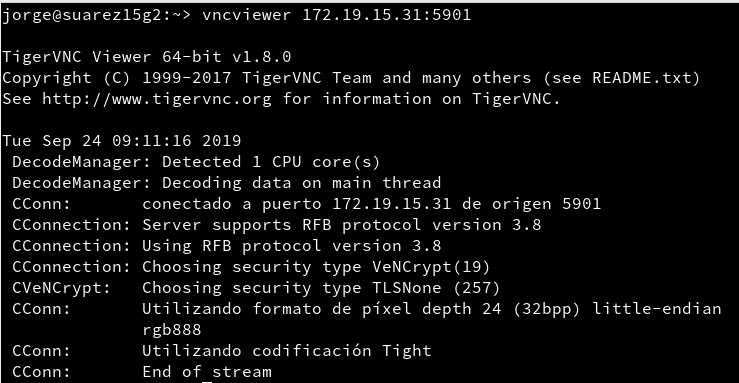 jorge@suarez15g2:~> vncviewer 172.19.15.31:5901
TigerVNC Viewer 64-bit v1.8.0
Copyright (C) 1999-2017 TigerVNC Team and many others (see README.txt)
See http://www.tigervnc.org for information on TigerVNC.
Tue Sep 24 09:11:16 2019
DecodeManager: Detected 1 CPU core(s)
DecodeManager: Decoding data on main thread
CConn: conectado a puerto 172.19.15.31 de origen 5901
CConnection: Server supports RFB protocol version 3.8
CConnection: Using RFB protocol version 3.8
CConnection: Choosing security type VeNCrypt(19)
CVeNCrypt: Choosing security type TLSNone (257)
CConn: Utilizando formato de píxel depth 24 (32bpp) little-endian
rgb888
CConn: Utilizando codificación Tight
CConn: End of stream